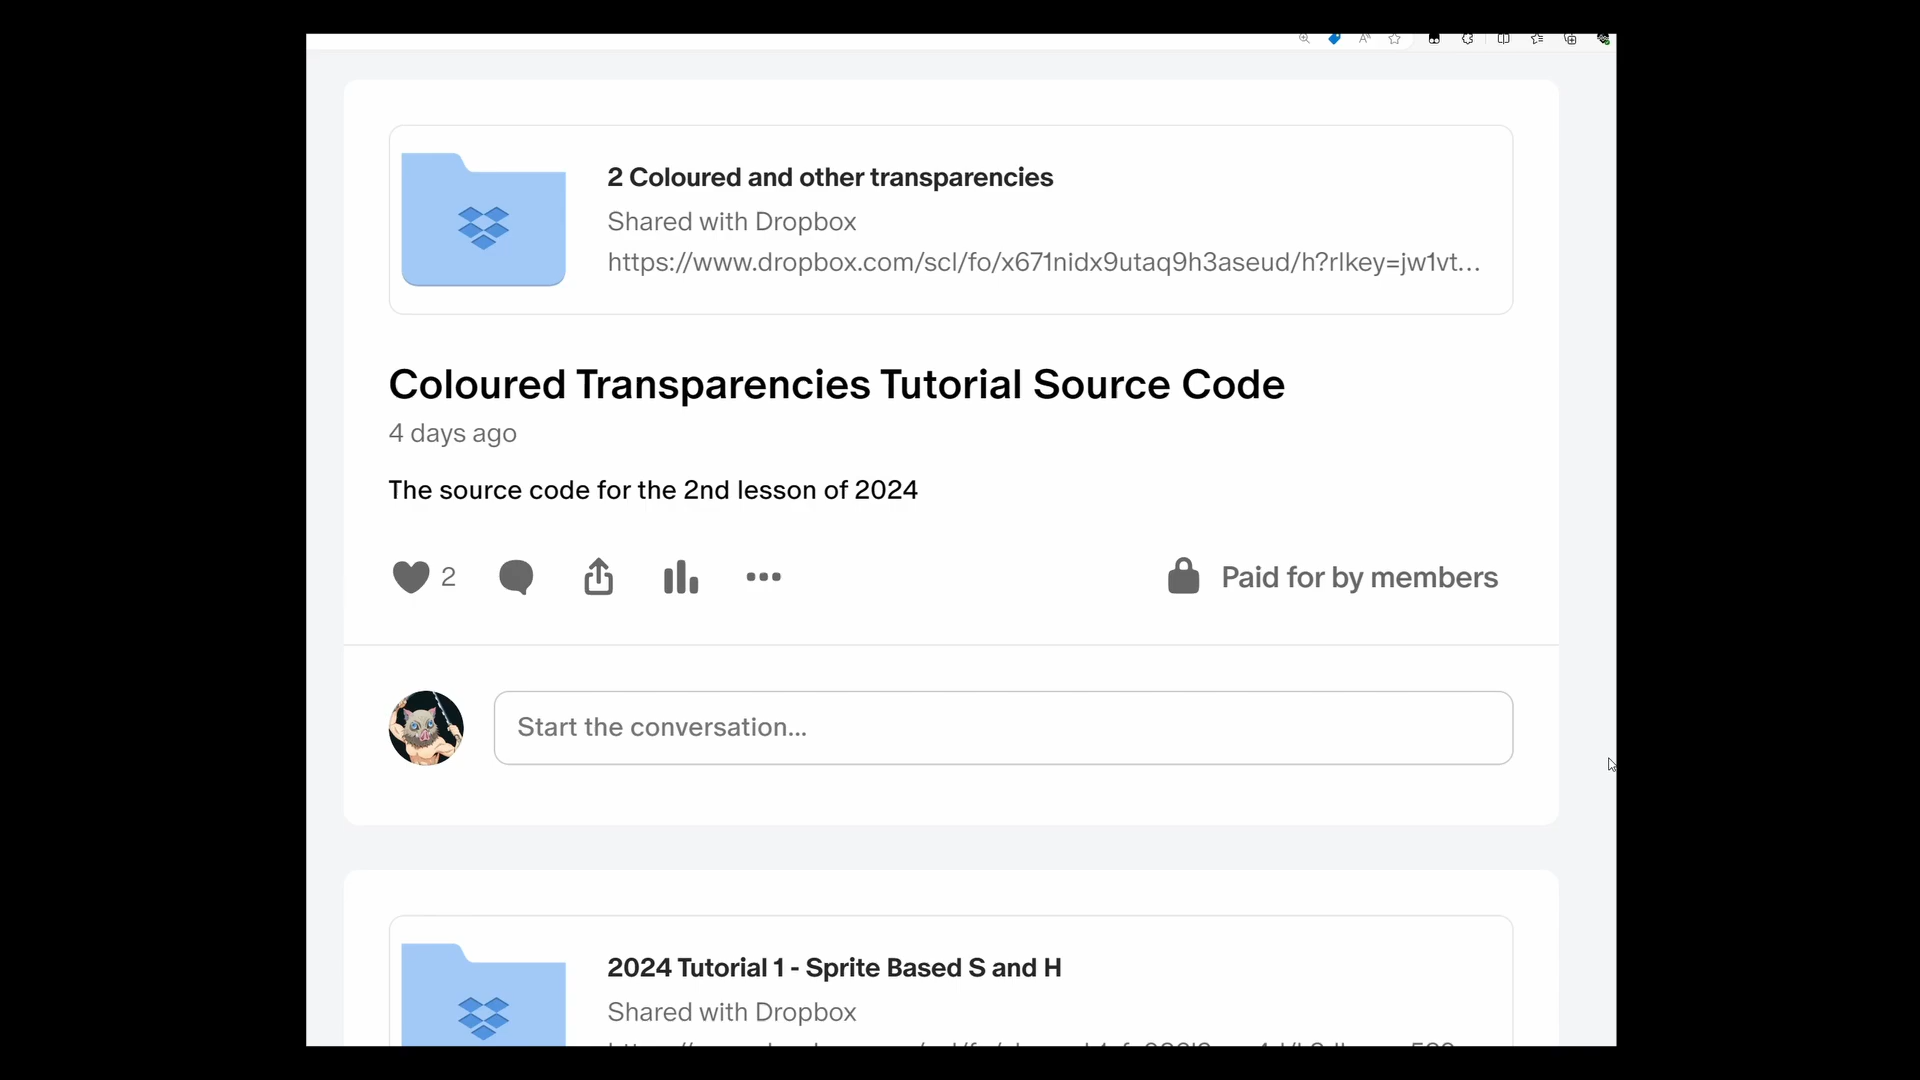 2 Coloured and other transparencies
Shared with Dropbox
https://www.dropbox.com/scl/fo/x671nidx9utaq9h3aseud/h?rlkey=jw1vt...
Coloured Transparencies Tutorial Source Code
4 days ago
The source code for the 2nd lesson of 2024
2
Paid for by members
Start the conversation...
2024 Tutorial 1 - Sprite Based S and H
Shared with Dropbox